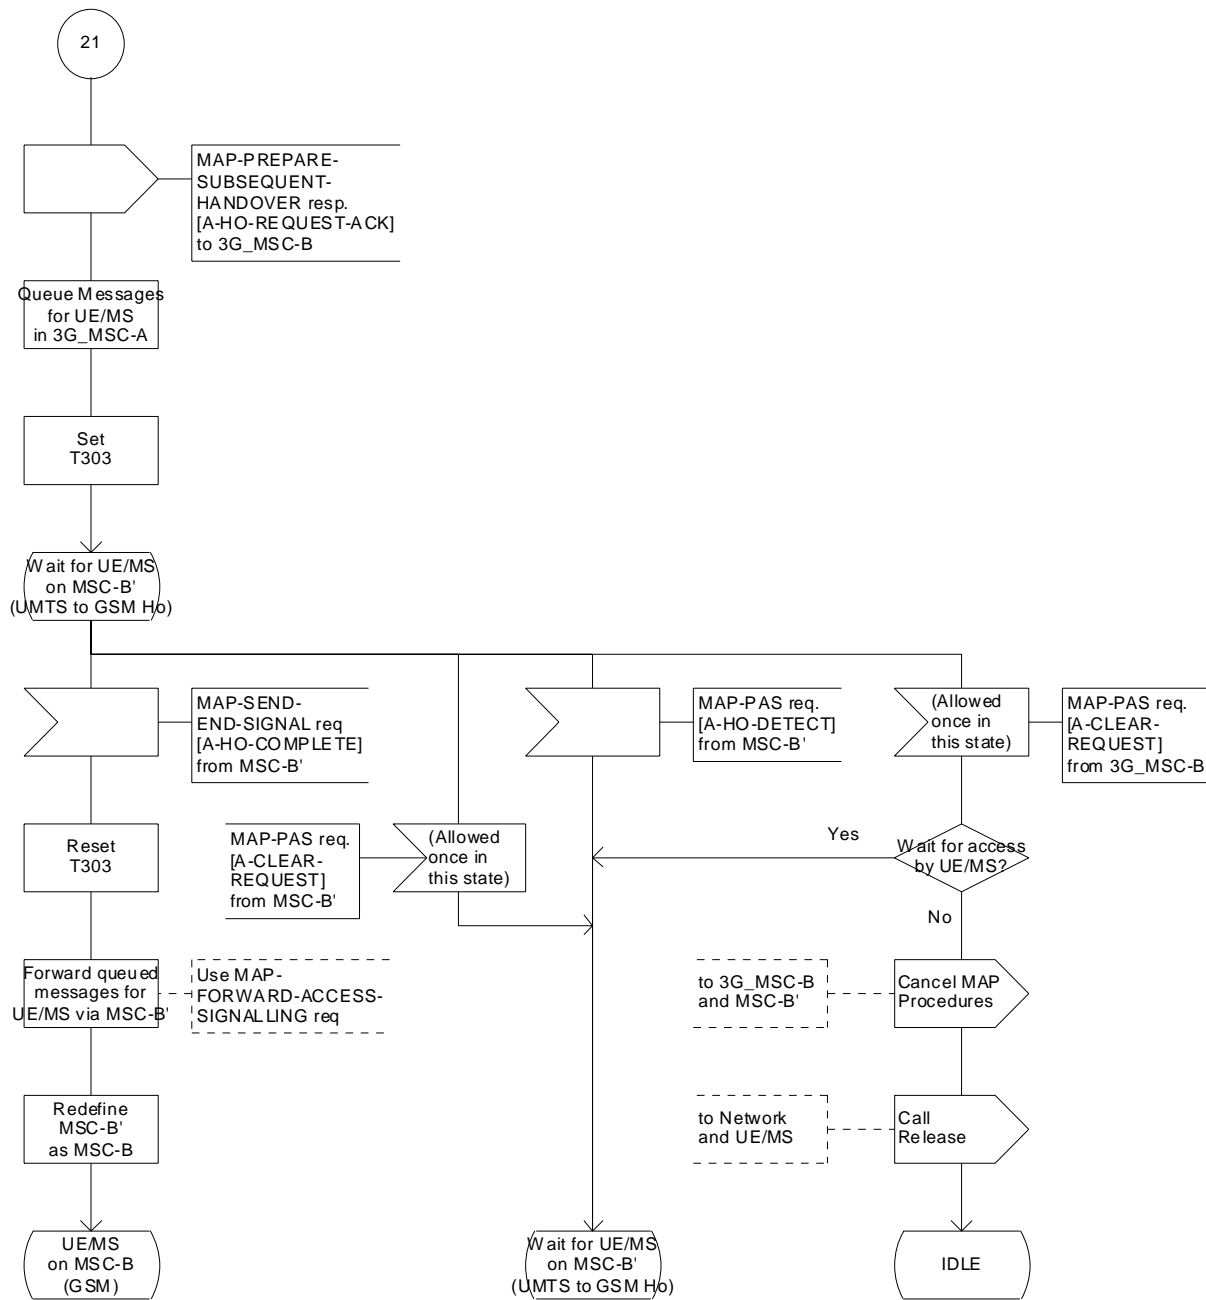 21
MAP-PREPARE-
SUBSEQUENT-
HANDOVER resp.
[A-HO-REQUEST-ACK]
to 3G_MSC-B
Queue Messages
for UE/MS
in 3G_MSC-A
Set
T303
Wait for UE/MS
on MSC-B'
(UMTS to GSM Ho)
MAP-SEND-
END-SIGNAL req
[A-HO-COMPLETE]
from MSC-B'
MAP-PAS req.
[A-HO-DETECT]
from MSC-B'
(Allowed
once in
this state)
MAP-PAS req.
[A-CLEAR-
REQUEST]
from 3G_MSC-B
Reset
T303
MAP-PAS req.
[A-CLEAR-
REQUEST]
from MSC-B'
(Allowed
once in
this state)
Yes
Wait for access
by UE/MS?
No
Forward queued
messages for
UE/MS via MSC-B'
Use MAP-
FORWARD-ACCESS-
SIGNALLING req
to 3G_MSC-B
and MSC-B'
Cancel MAP
Procedures
Redefine
MSC-B'
as MSC-B
to Network
and UE/MS
Call
Release
UE/MS
on MSC-B
(GSM)
Wait for UE/MS
on MSC-B'
(UMTS to GSM Ho)
IDLE